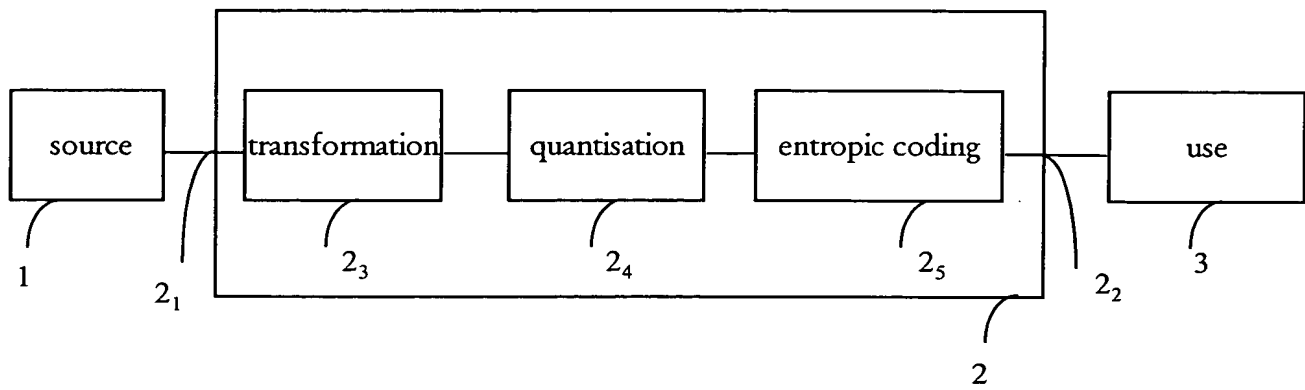 source
transformation
quantisation
entropic coding
use
1
2₁
2₃
2₄
2₅
2₂
3
2